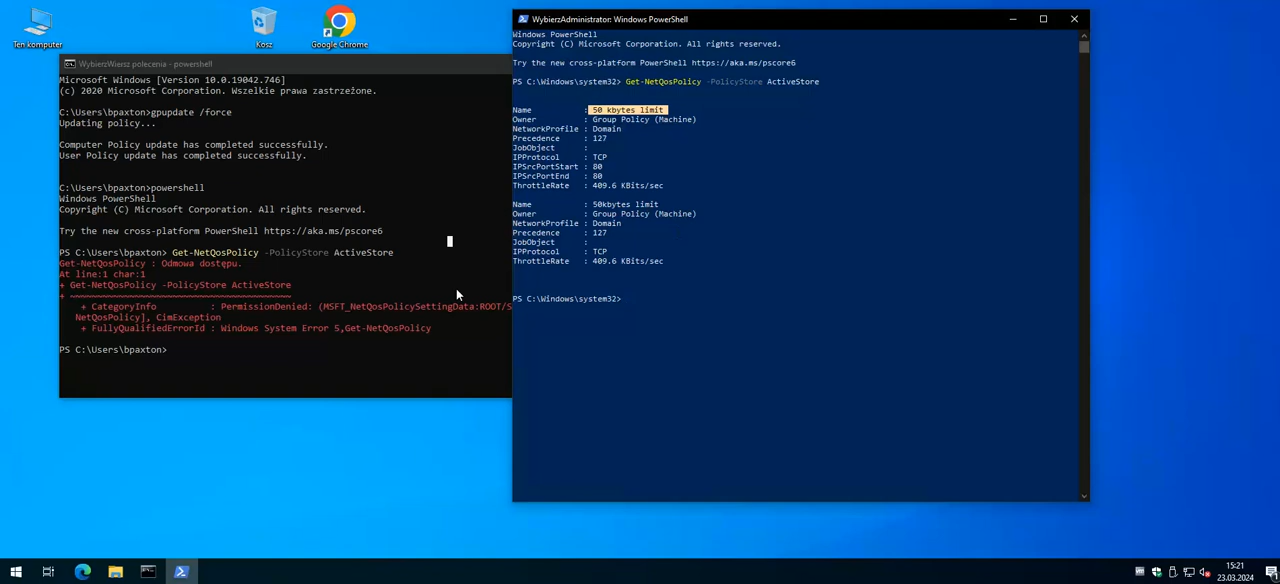 Ten komputer
Kosz
Google Chrome
WybierzWiersz polecenia - powershell
Microsoft Windows [Version 10.0.19042.746]
(c) 2020 Microsoft Corporation. Wszelkie prawa zastrzeżone.
C:\Users\bpaxton>gpupdate /force
Updating policy...
Computer Policy update has completed successfully.
User Policy update has completed successfully.
C:\Users\bpaxton>powershell
Windows PowerShell
Copyright (C) Microsoft Corporation. All rights reserved.
Try the new cross-platform PowerShell https://aka.ms/pscore6
PS C:\Users\bpaxton> Get-NetQosPolicy -PolicyStore ActiveStore
Get-NetQosPolicy : Odmowa dostępu.
At line:1 char:1
+ Get-NetQosPolicy -PolicyStore ActiveStore
+ ~~~~~~~~~~~~~~~~~~~~~~~~~~~~~~~~~~~~~~~~~
+ CategoryInfo : PermissionDenied: (MSFT_NetQosPolicySettingData:ROOT/S
NetQosPolicy], CimException
+ FullyQualifiedErrorId : Windows System Error 5,Get-NetQosPolicy
PS C:\Users\bpaxton>
WybierzAdministrator: Windows PowerShell
Windows PowerShell
Copyright (C) Microsoft Corporation. All rights reserved.
Try the new cross-platform PowerShell https://aka.ms/pscore6
PS C:\Windows\system32> Get-NetQosPolicy -PolicyStore ActiveStore
Name : 50 kbytes limit
Owner : Group Policy (Machine)
NetworkProfile : Domain
Precedence : 127
JobObject :
IPProtocol : TCP
IPSrcPortStart : 80
IPSrcPortEnd : 80
ThrottleRate : 409.6 KBits/sec
Name : 50kbytes limit
Owner : Group Policy (Machine)
NetworkProfile : Domain
Precedence : 127
JobObject :
IPProtocol : TCP
ThrottleRate : 409.6 KBits/sec
PS C:\Windows\system32>
15:21
23.03.2024